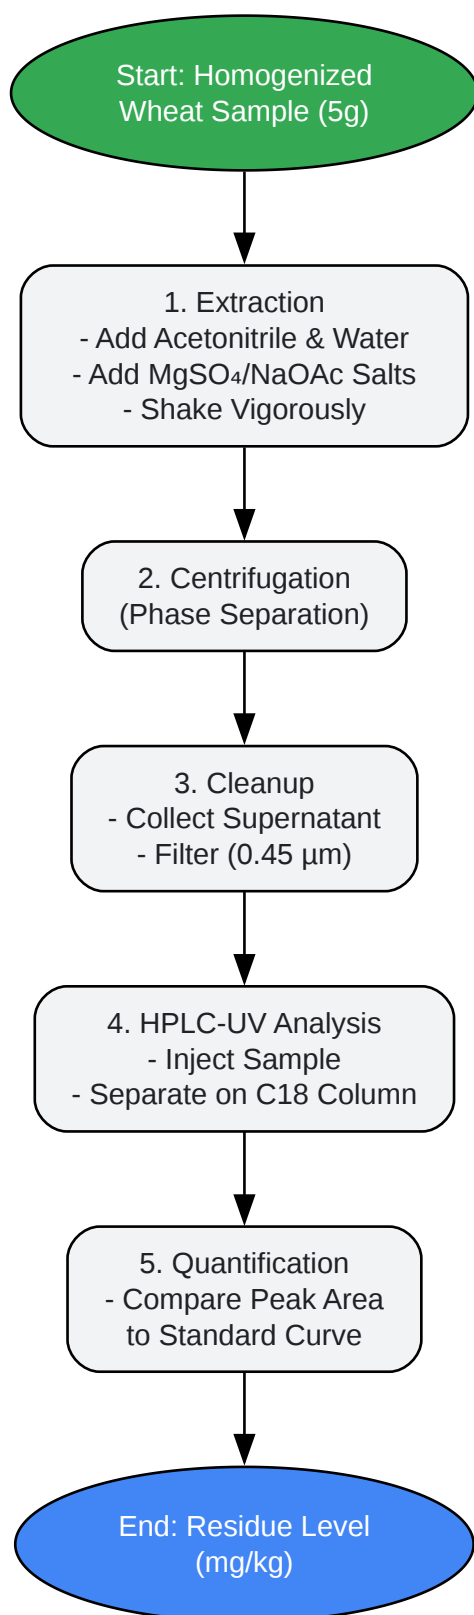 Start: Homogenized
Wheat Sample (5g)
1. Extraction
- Add Acetonitrile & Water
- Add MgSO₄/NaOAc Salts
- Shake Vigorously
2. Centrifugation
(Phase Separation)
3. Cleanup
- Collect Supernatant
- Filter (0.45 µm)
4. HPLC-UV Analysis
- Inject Sample
- Separate on C18 Column
5. Quantification
- Compare Peak Area
to Standard Curve
End: Residue Level
(mg/kg)